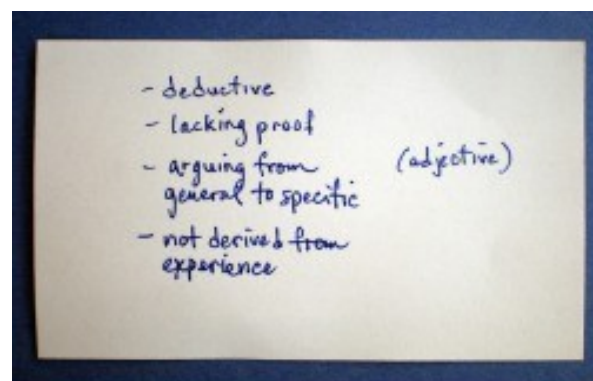 - deductive
- lacking proof
- arguing from
general to specific
(adjective)
- not derived from
experience